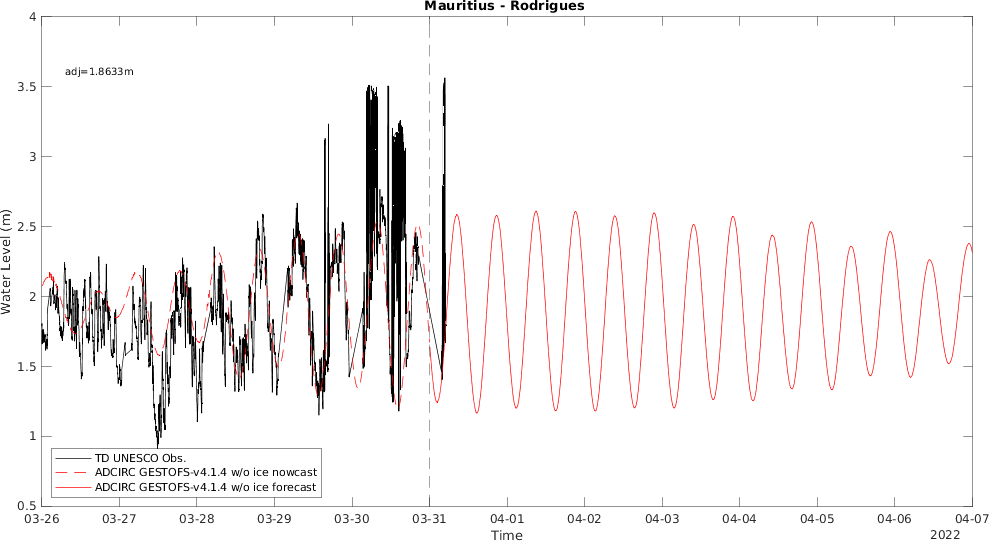 Mauritius - Rodrigues
4
adj=1.8633m
3.5
3
2.5
Water Level (m)
2
1.5
1
TD UNESCO Obs.
ADCIRC GESTOFS-v4.1.4 w/o ice nowcast
ADCIRC GESTOFS-v4.1.4 w/o ice forecast
0.5
03-26 03-27 03-28 03-29 03-30 03-31 04-01 04-02 04-03 04-04 04-05 04-06 04-07
Time
2022